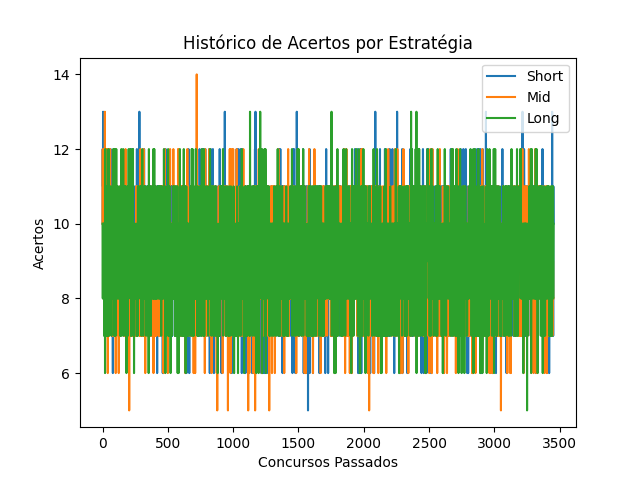 Histórico de Acertos por Estratégia
Short
Mid
Long
Acertos
14
12
10
8
6
0 500 1000 1500 2000 2500 3000 3500
Concursos Passados